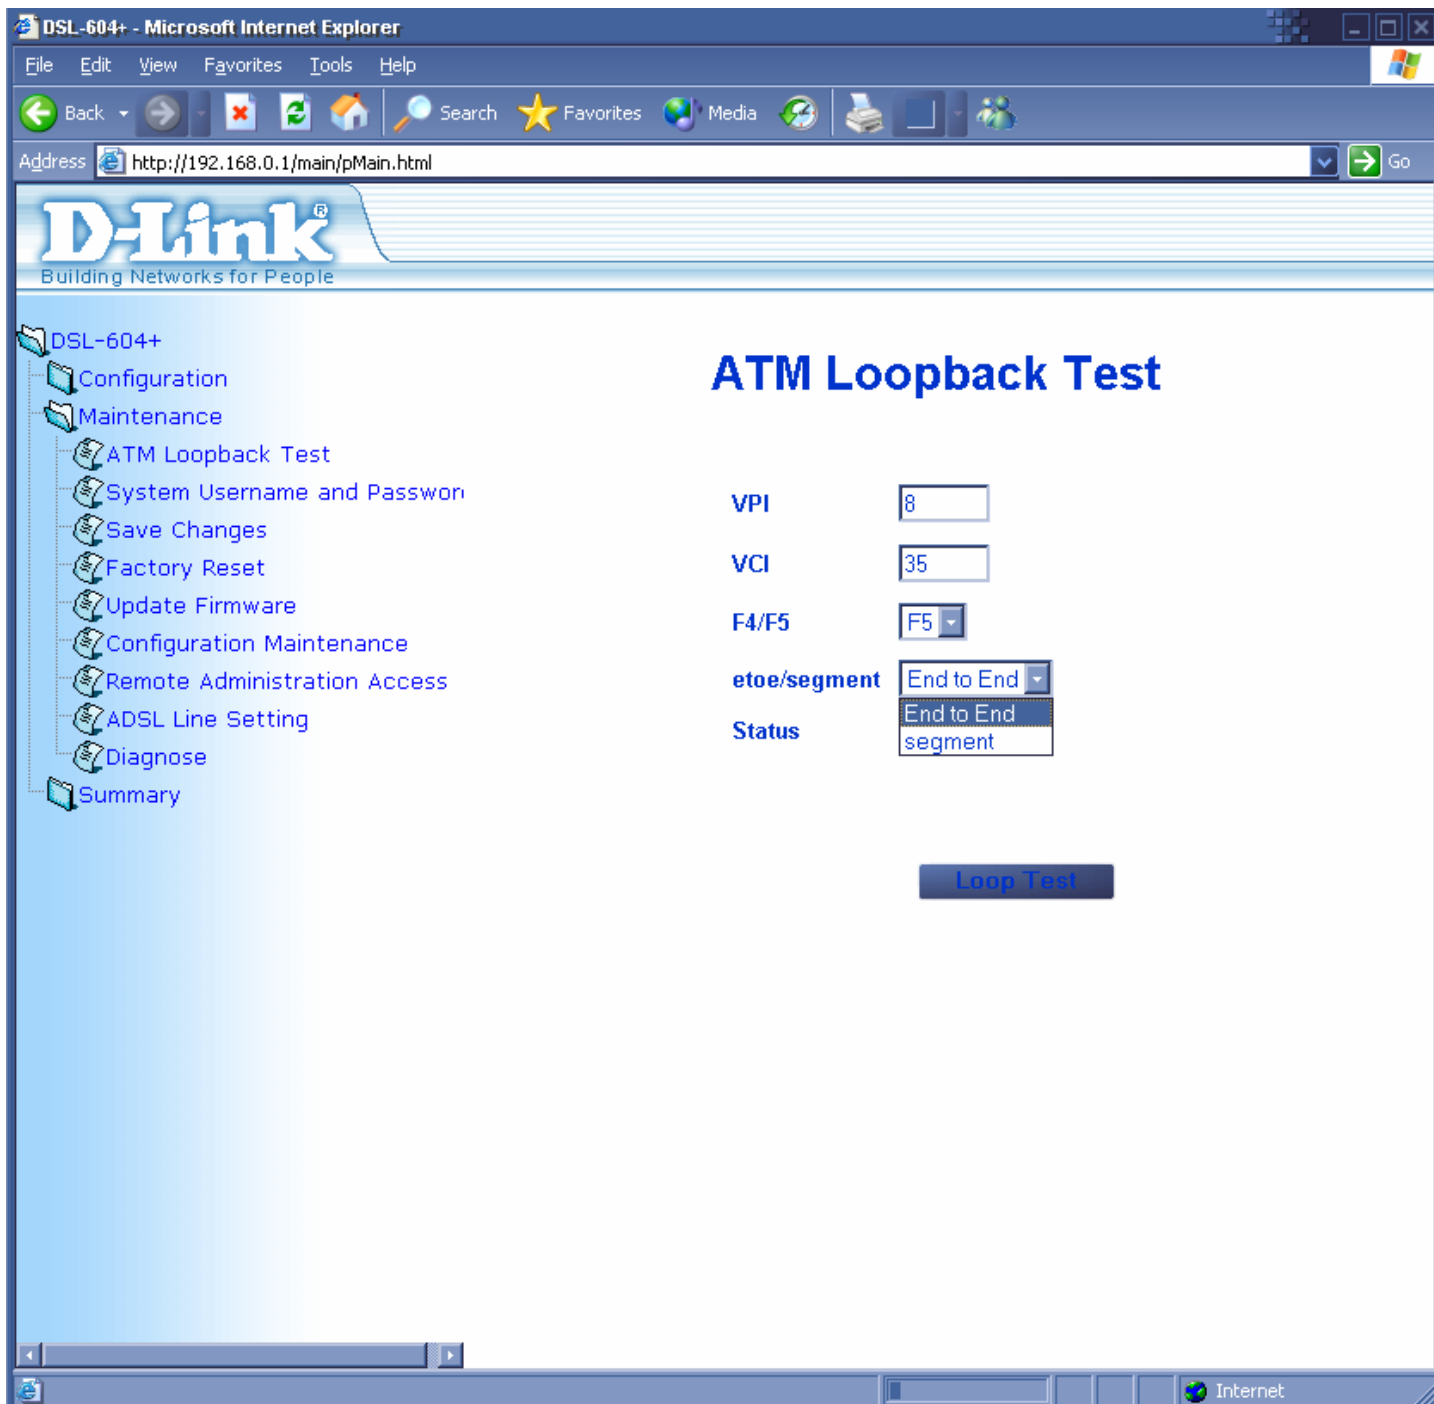 DSL-604+ - Microsoft Internet Explorer
File Edit View Favorites Tools Help
Back Search Favorites Media
Address http://192.168.0.1/main/pMain.html Go
D-Link®
Building Networks for People
DSL-604+
Configuration
Maintenance
ATM Loopback Test
System Username and Passwor
Save Changes
Factory Reset
Update Firmware
Configuration Maintenance
Remote Administration Access
ADSL Line Setting
Diagnose
Summary
ATM Loopback Test
VPI 8
VCI 35
F4/F5 F5
etoe/segment End to End
End to End
Status
segment
Loop Test
Internet